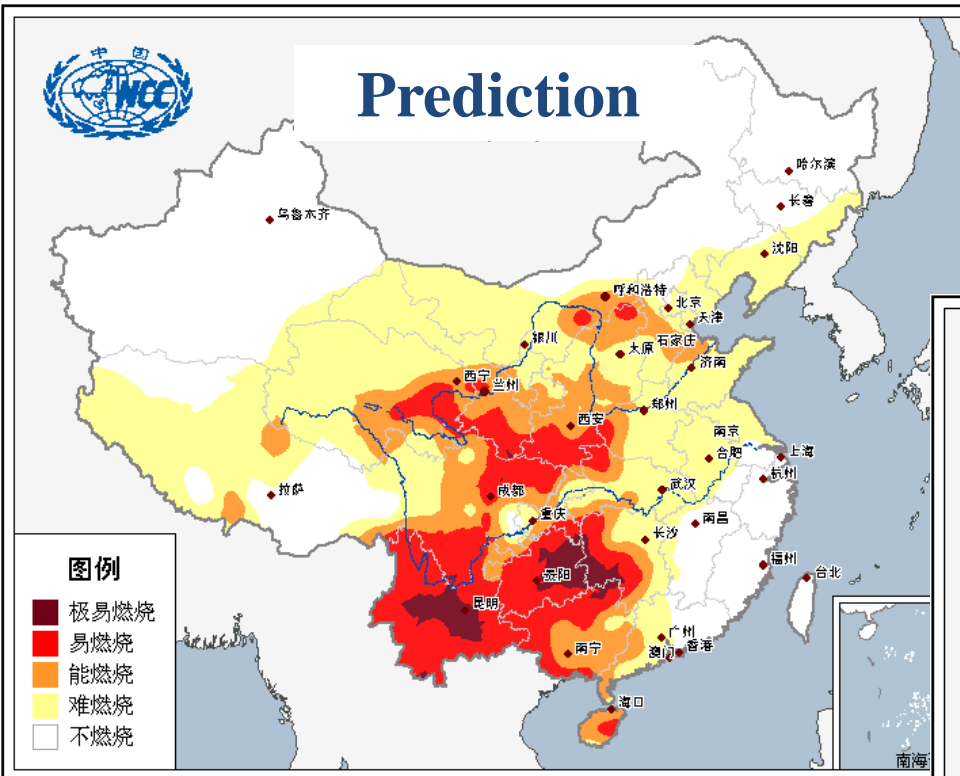 中国
NCC
Prediction
哈尔滨
长春
乌鲁木齐
沈阳
呼和浩特
北京
天津
银川
太原
石家庄
济南
西宁
兰州
郑州
西安
南京
合肥
上海
杭州
拉萨
成都
武汉
重庆
南昌
长沙
贵阳
福州
台北
昆明
广州
南宁
澳门
香港
海口
南海
图例
极易燃烧
易燃烧
能燃烧
难燃烧
不燃烧